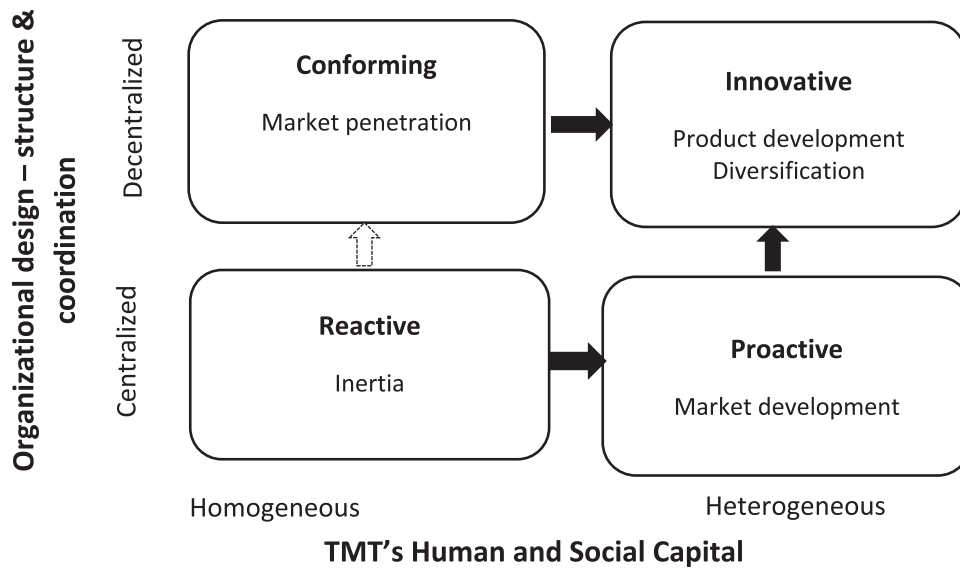 Organizational design – structure &
coordination
Decentralized
Centralized
Conforming
Market penetration
Innovative
Product development
Diversification
Reactive
Inertia
Proactive
Market development
Homogeneous
Heterogeneous
TMT's Human and Social Capital